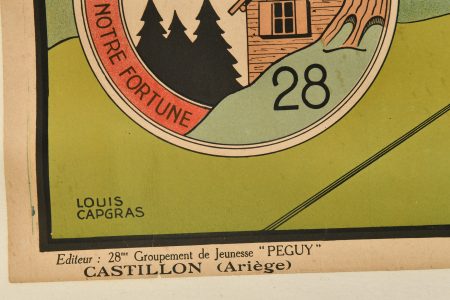 NOTRE FORTUNE
28
LOUIS
CAPGRAS
Editeur : 28me Groupement de Jeunesse "PEGUY"
CASTILLON (Ariège)